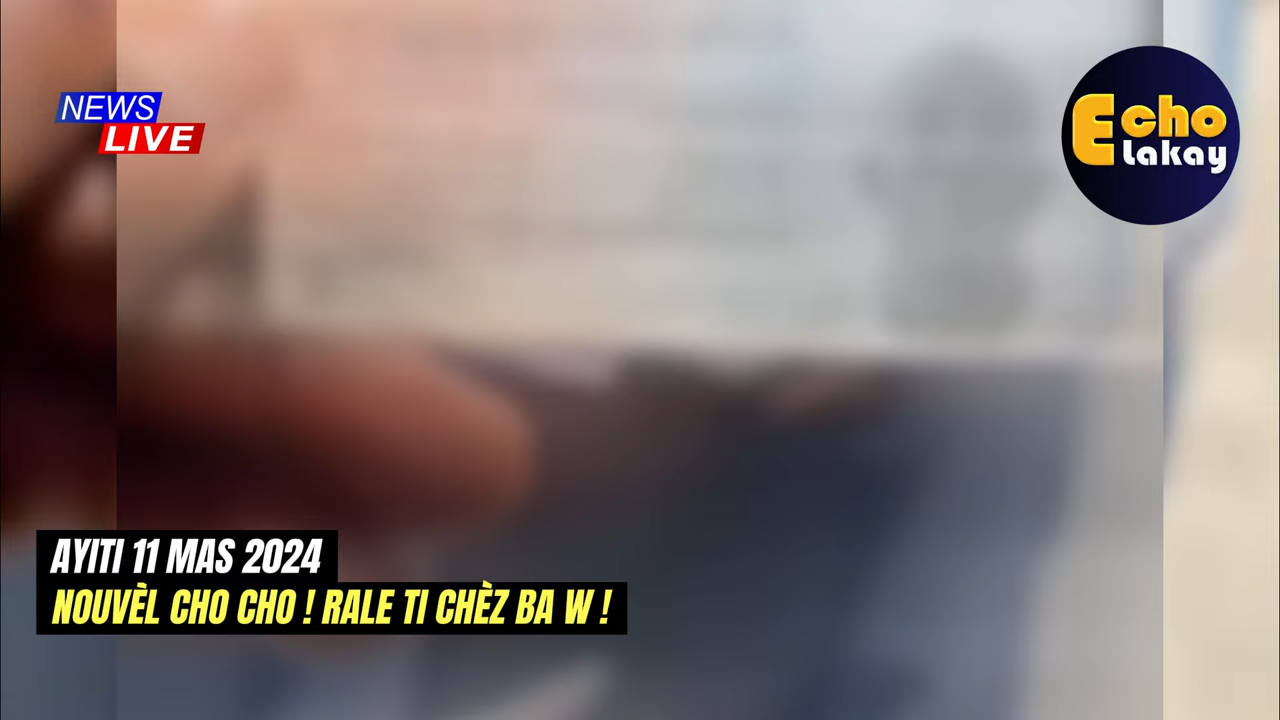 NEWS
LIVE
Echo
Lakay
AYITI 11 MAS 2024
NOUVÈL CHO CHO ! RALE TI CHÈZ BA W !